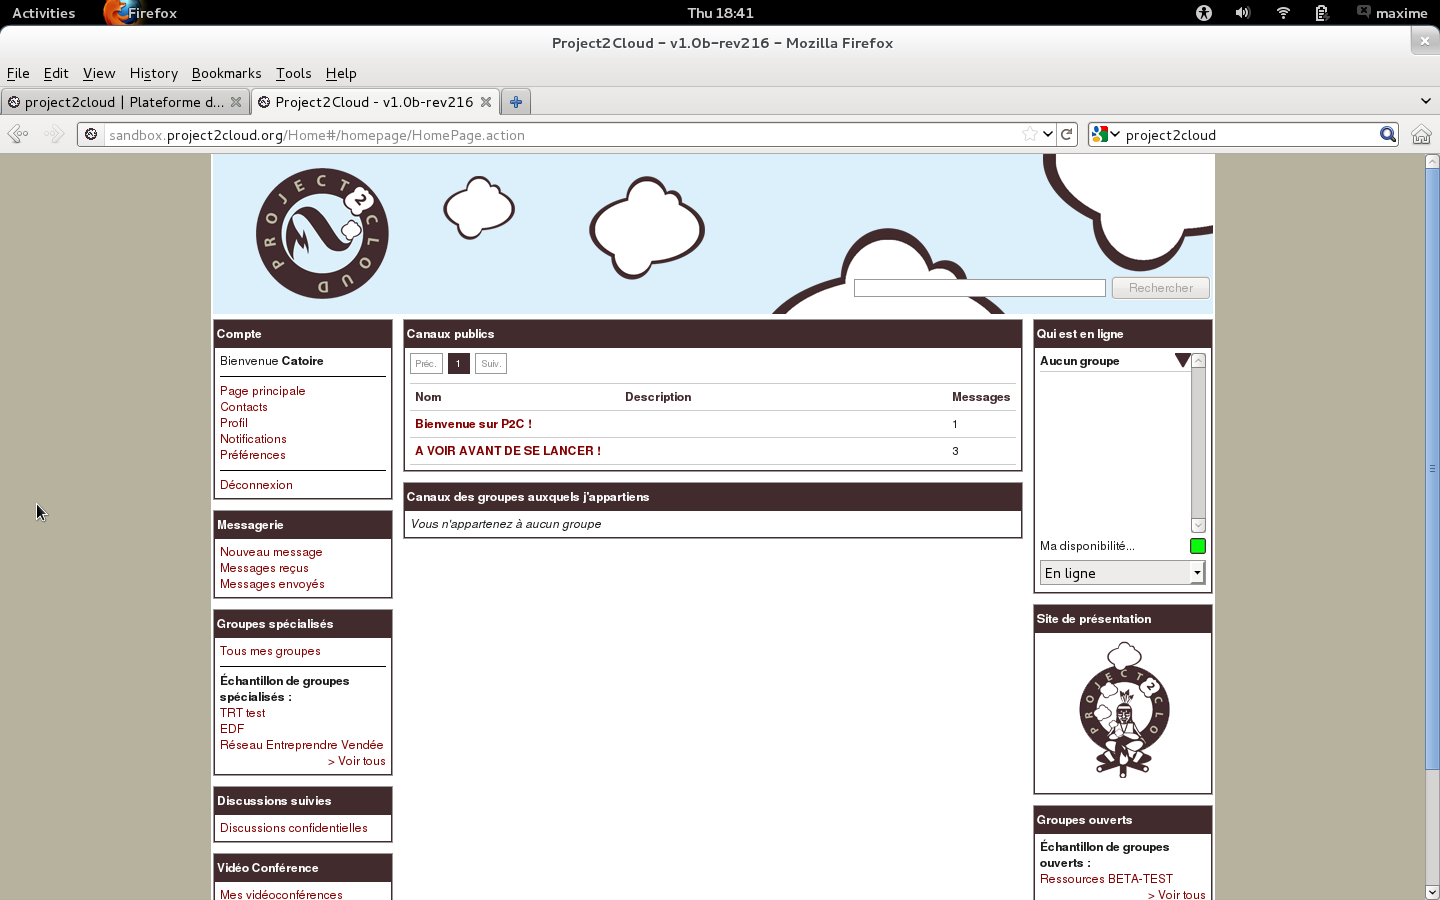 Activities
Firefox
Thu 18:41
maxime
Project2Cloud - v1.0b-rev216 - Mozilla Firefox
File Edit View History Bookmarks Tools Help
project2cloud | Plateforme d...
Project2Cloud - v1.0b-rev216
sandbox.project2cloud.org/Home#/homepage/HomePage.action
project2cloud
PROJECT 2 CLOUD
Rechercher
Compte
Bienvenue Catoire
Page principale
Contacts
Profil
Notifications
Préférences
Déconnexion
Messagerie
Nouveau message
Messages reçus
Messages envoyés
Groupes spécialisés
Tous mes groupes
Échantillon de groupes
spécialisés :
TRT test
EDF
Réseau Entreprendre Vendée
> Voir tous
Discussions suivies
Discussions confidentielles
Vidéo Conférence
Mes vidéoconférences
Canaux publics
Préc. 1 Suiv.
Nom Description Messages
Bienvenue sur P2C ! 1
A VOIR AVANT DE SE LANCER ! 3
Canaux des groupes auxquels j'appartiens
Vous n'appartenez à aucun groupe
Qui est en ligne
Aucun groupe
Ma disponibilité...
En ligne
Site de présentation
PROJECT 2 CLO
Groupes ouverts
Échantillon de groupes
ouverts :
Ressources BETA-TEST
> Voir tous